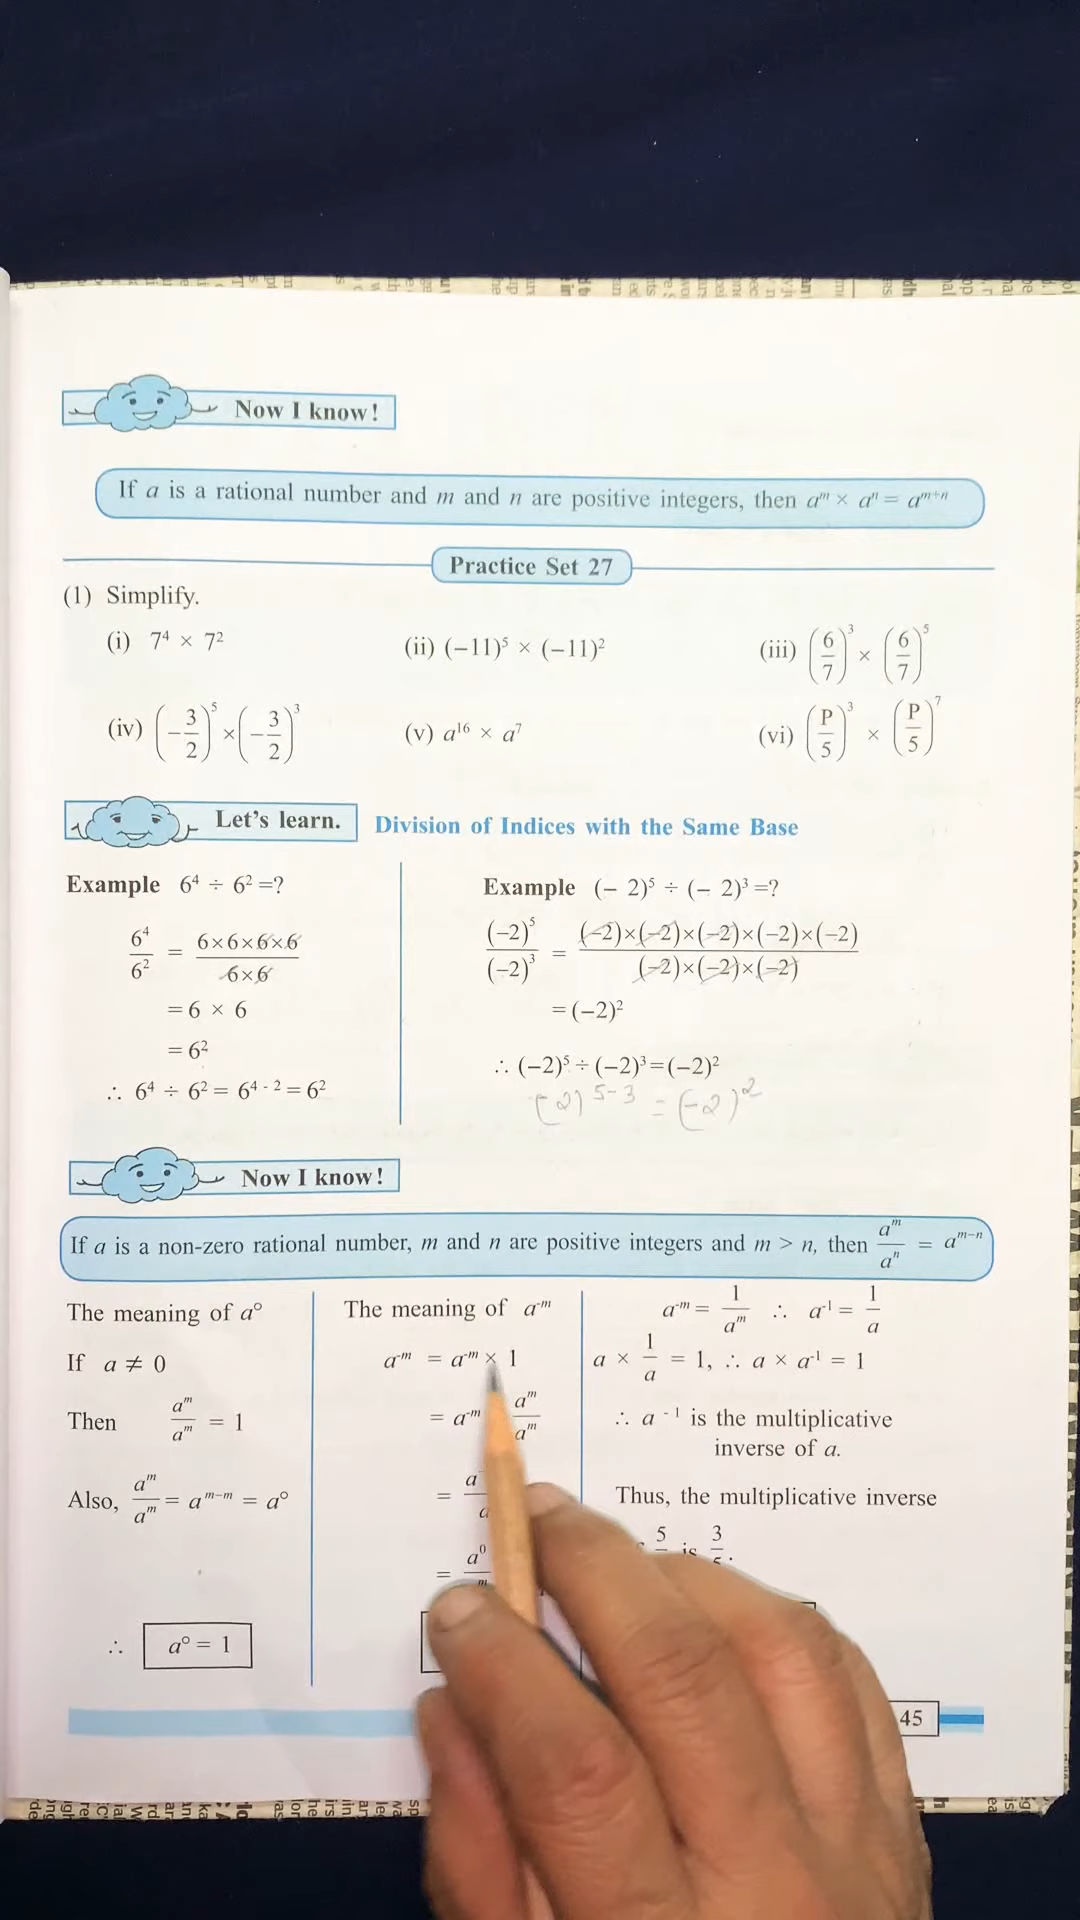 Now I know!
If a is a rational number and m and n are positive integers, then aᵐ × aⁿ = aᵐ⁺ⁿ
Practice Set 27
(1) Simplify.
(i) 7⁴ × 7² (ii) (−11)⁵ × (−11)² (iii) (6/7)³ × (6/7)⁵
(iv) (−3/2)⁵ × (−3/2)³ (v) a¹⁶ × a⁷ (vi) (P/5)³ × (P/5)⁷
Let's learn. Division of Indices with the Same Base
Example 6⁴ ÷ 6² =?
6⁴/6² = 6×6×6×6/6×6
= 6 × 6
= 6²
∴ 6⁴ ÷ 6² = 6⁴⁻² = 6²
Example (− 2)⁵ ÷ (− 2)³ =?
(−2)⁵/(−2)³ = (−2)×(−2)×(−2)×(−2)×(−2)/(−2)×(−2)×(−2)
= (−2)²
∴ (−2)⁵ ÷ (−2)³ = (−2)²
(-2)⁵⁻³ = (-2)²
Now I know!
If a is a non-zero rational number, m and n are positive integers and m > n, then aᵐ/aⁿ = aᵐ⁻ⁿ
The meaning of a°
If a ≠ 0
Then aᵐ/aᵐ = 1
Also, aᵐ/aᵐ = aᵐ⁻ᵐ = a°
∴ a° = 1
The meaning of a⁻ᵐ
a⁻ᵐ = a⁻ᵐ × 1
= a⁻ᵐ aᵐ/aᵐ
= a
= a⁰/m
a⁻ᵐ = 1/aᵐ ∴ a⁻¹ = 1/a
a × 1/a = 1, ∴ a × a⁻¹ = 1
∴ a⁻¹ is the multiplicative
inverse of a.
Thus, the multiplicative inverse
5 is 3/5.
45